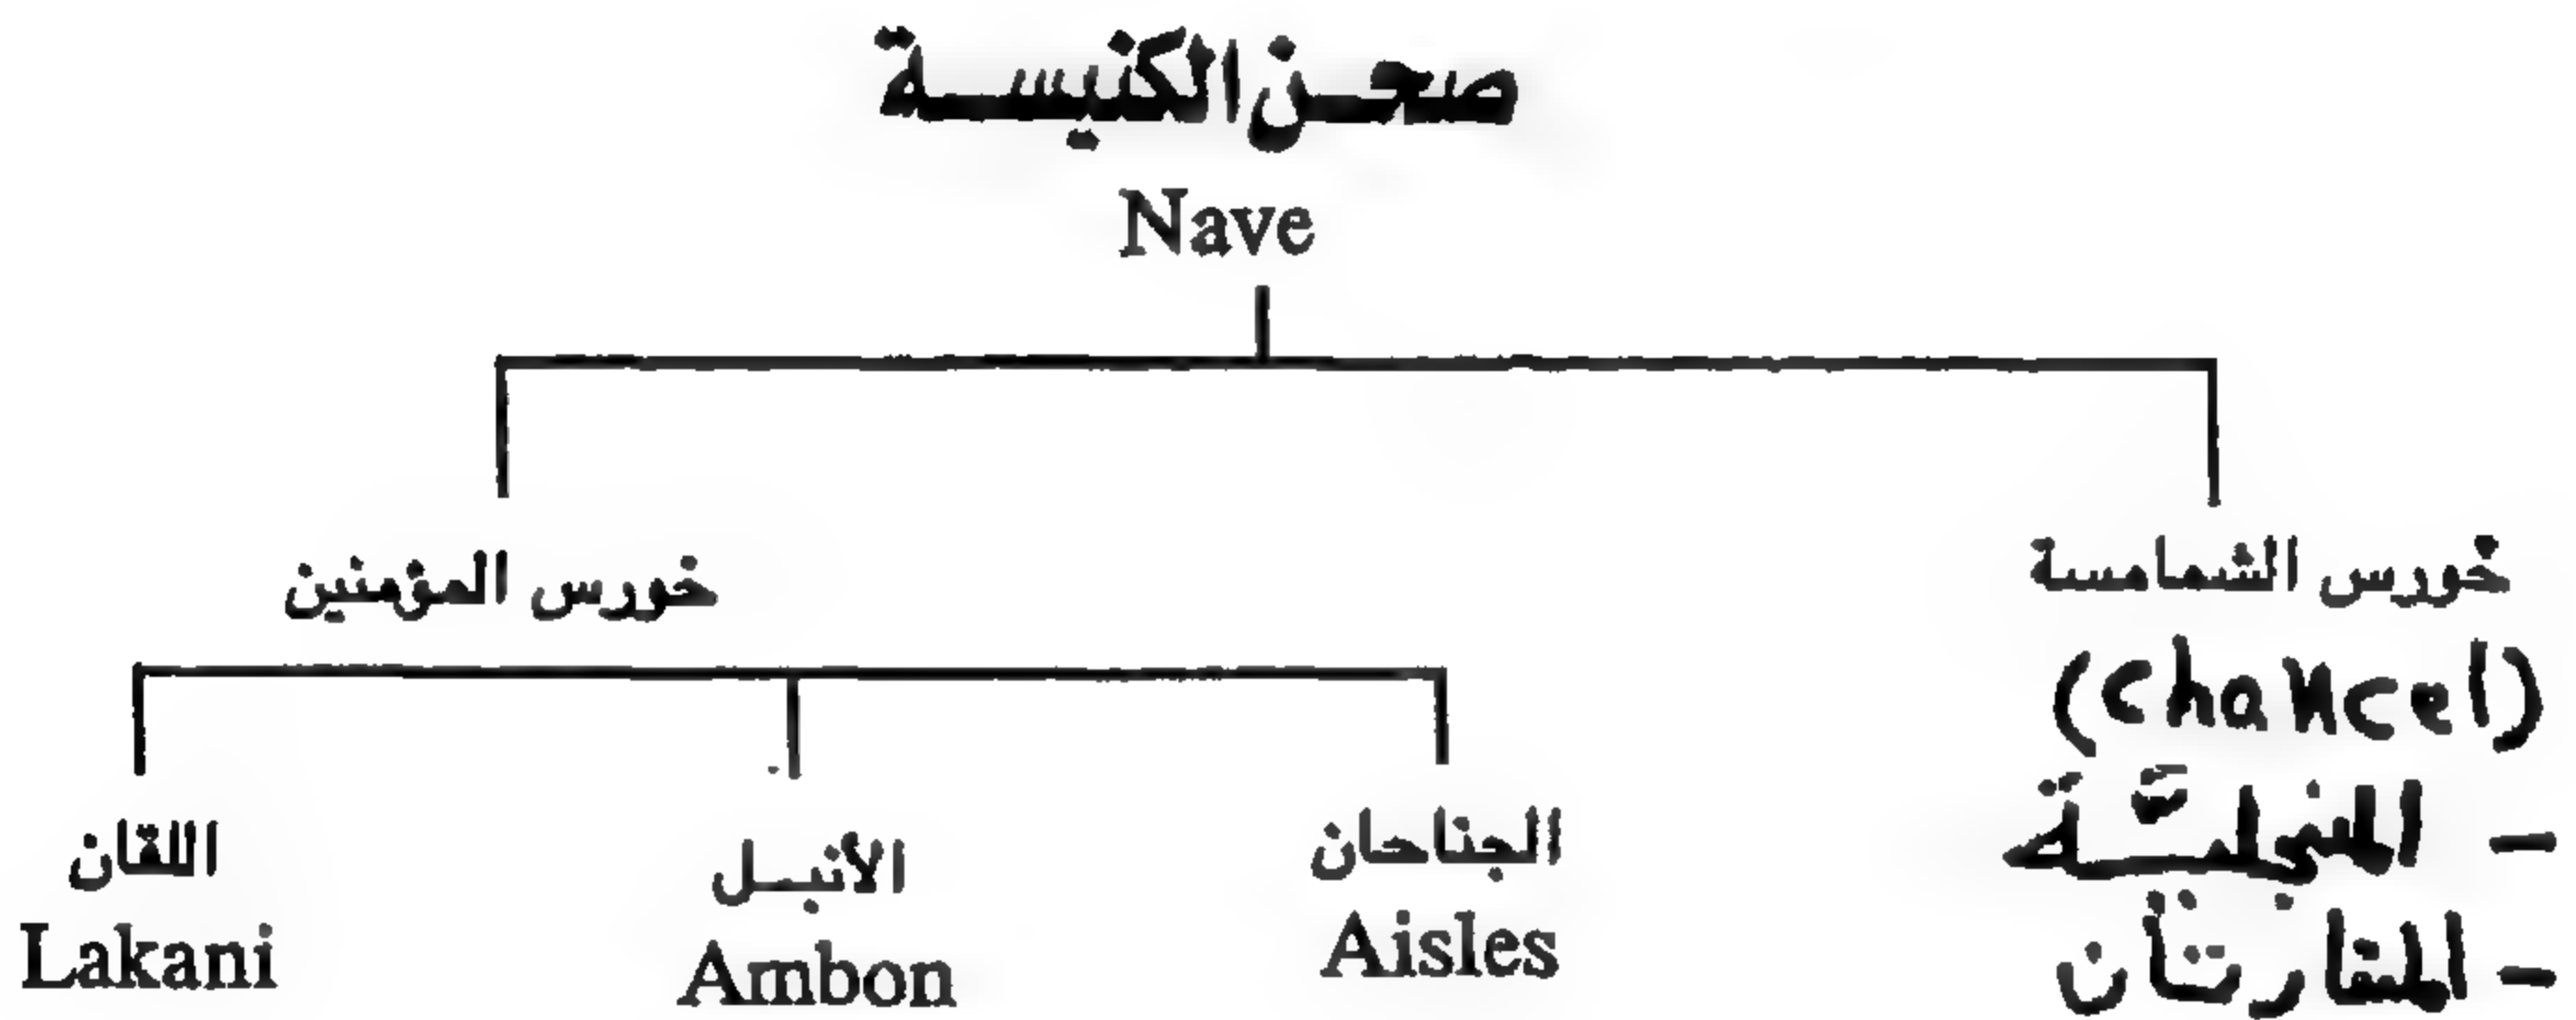 صحن الكنيسة
Nave
خورس الشمامسة
خورس المؤمنين
(chancel)
- المنجلية
- المنارتان
الجناحان
Aisles
الأنبل
Ambon
اللقان
Lakani